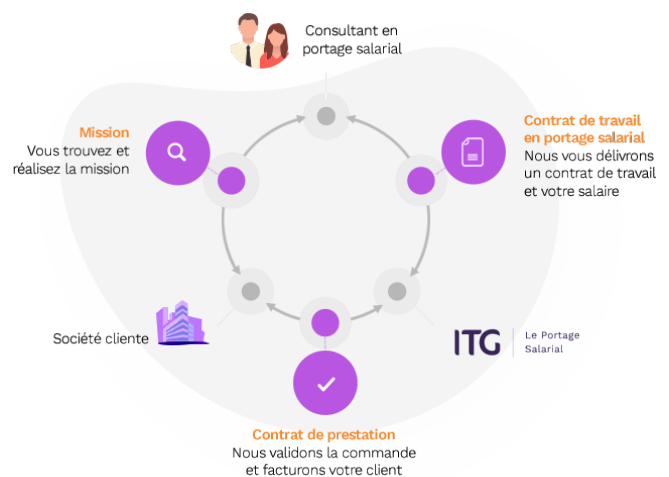 Consultant en
portage salarial
Mission
Vous trouvez et
réalisez la mission
Contrat de travail
en portage salarial
Nous vous délivrons
un contrat de travail
et votre salaire
Société cliente
ITG
Le Portage
Salarial
Contrat de prestation
Nous validons la commande
et facturons votre client